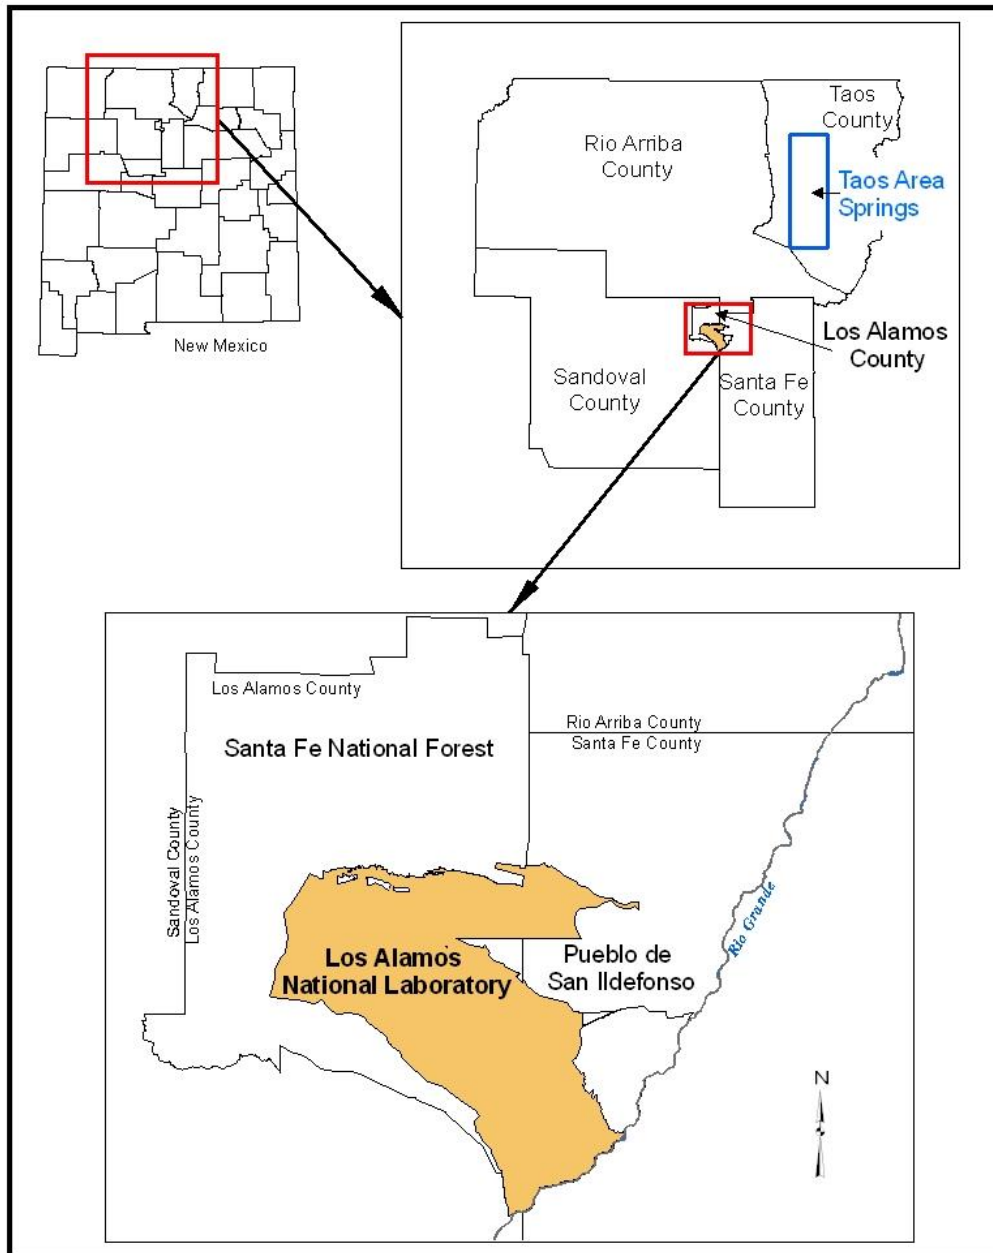 New Mexico
Taos
County
Rio Arriba
County
Taos Area
Springs
Los Alamos
County
Sandoval
County
Santa Fe
County
Los Alamos County
Rio Arriba County
Santa Fe County
Santa Fe National Forest
Sandoval County
Los Alamos County
Rio Grande
Los Alamos
National Laboratory
Pueblo de
San Ildefonso
N